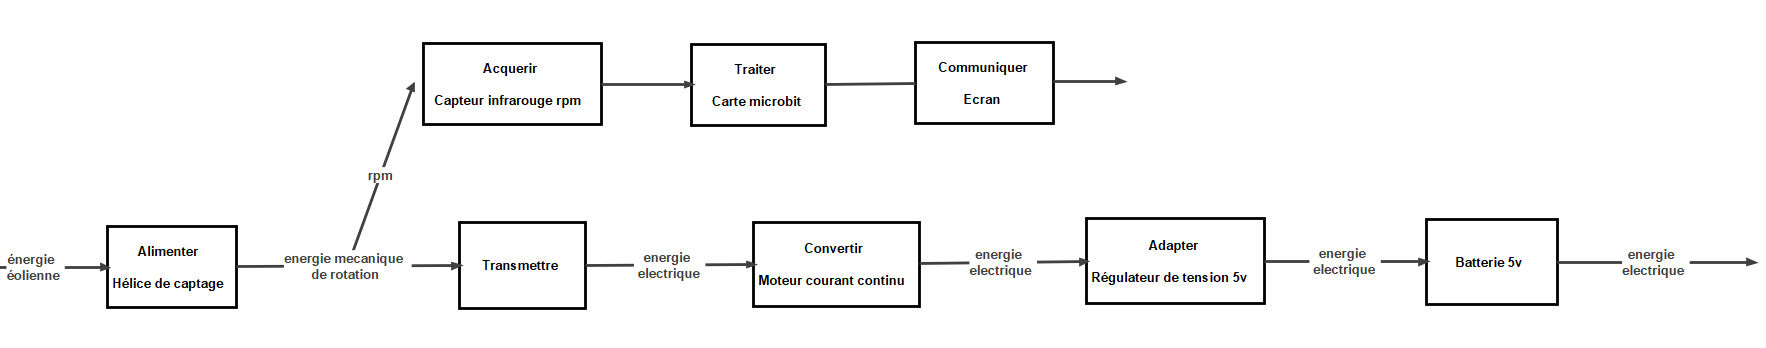 Acquerir
Capteur infrarouge rpm
Traiter
Carte microbit
Communiquer
Ecran
rpm
énergie
éolienne
Alimenter
Hélice de captage
energie mecanique
de rotation
Transmettre
energie
electrique
Convertir
Moteur courant continu
energie
electrique
Adapter
Régulateur de tension 5v
energie
electrique
Batterie 5v
energie
electrique